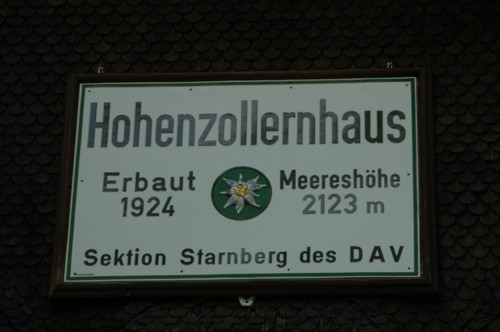 Hohenzollernhaus
Erbaut Meereshöhe
1924 2123 m
Sektion Starnberg des DAV